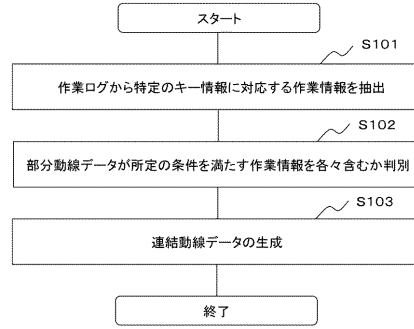 スタート
S101
作業ログから特定のキー情報に対応する作業情報を抽出
S102
部分動線データが所定の条件を満たす作業情報を各々含むか判別
S103
連結動線データの生成
終了